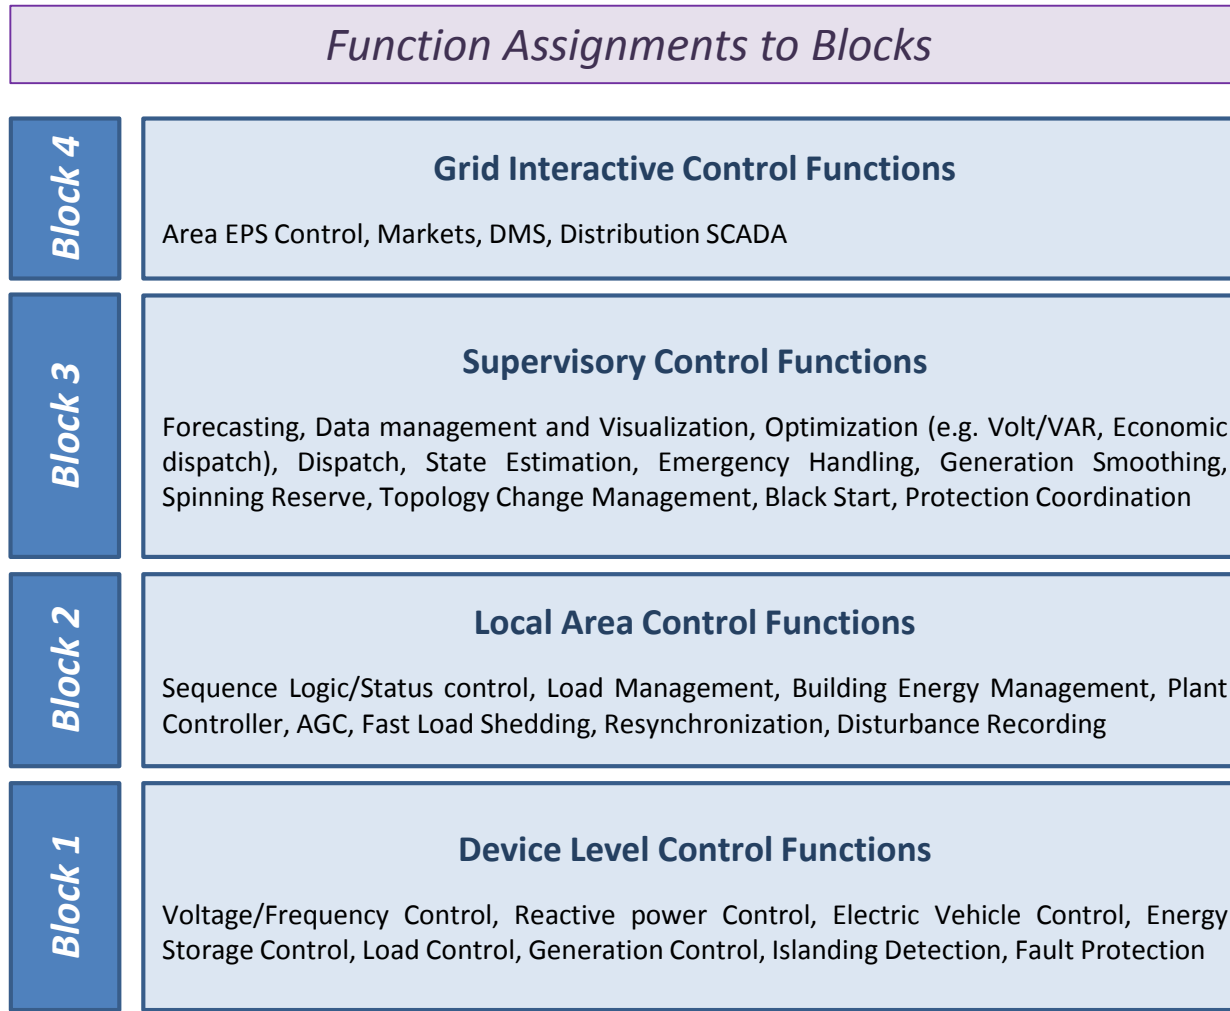 Function Assignments to Blocks
Block 4
Grid Interactive Control Functions
Area EPS Control, Markets, DMS, Distribution SCADA
Block 3
Supervisory Control Functions
Forecasting, Data management and Visualization, Optimization (e.g. Volt/VAR, Economic
dispatch), Dispatch, State Estimation, Emergency Handling, Generation Smoothing,
Spinning Reserve, Topology Change Management, Black Start, Protection Coordination
Block 2
Local Area Control Functions
Sequence Logic/Status control, Load Management, Building Energy Management, Plant
Controller, AGC, Fast Load Shedding, Resynchronization, Disturbance Recording
Block 1
Device Level Control Functions
Voltage/Frequency Control, Reactive power Control, Electric Vehicle Control, Energy
Storage Control, Load Control, Generation Control, Islanding Detection, Fault Protection